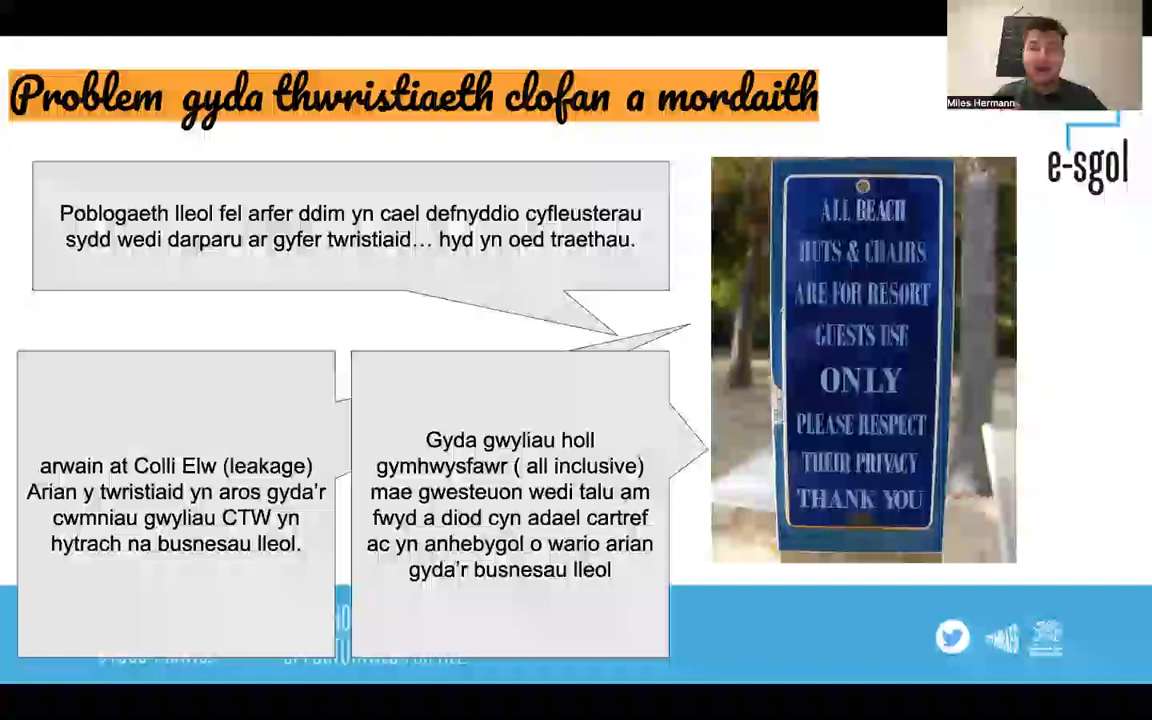 Problem gyda thwristiaeth clofan a mordaith
Miles Hermann
e-sgol
Poblogaeth lleol fel arfer ddim yn cael defnyddio cyfleusterau
sydd wedi darparu ar gyfer twristiaid… hyd yn oed traethau.
ALL BEACH
HUTS & CHAIRS
ARE FOR RESORT
GUESTS USE
ONLY
PLEASE RESPECT
THEIR PRIVACY
THANK YOU
arwain at Colli Elw (leakage)
Arian y twristiaid yn aros gyda'r
cwmniau gwyliau CTW yn
hytrach na busnesau lleol.
Gyda gwyliau holl
gymhwysfawr ( all inclusive)
mae gwesteuon wedi talu am
fwyd a diod cyn adael cartref
ac yn anhebygol o wario arian
gyda'r busnesau lleol